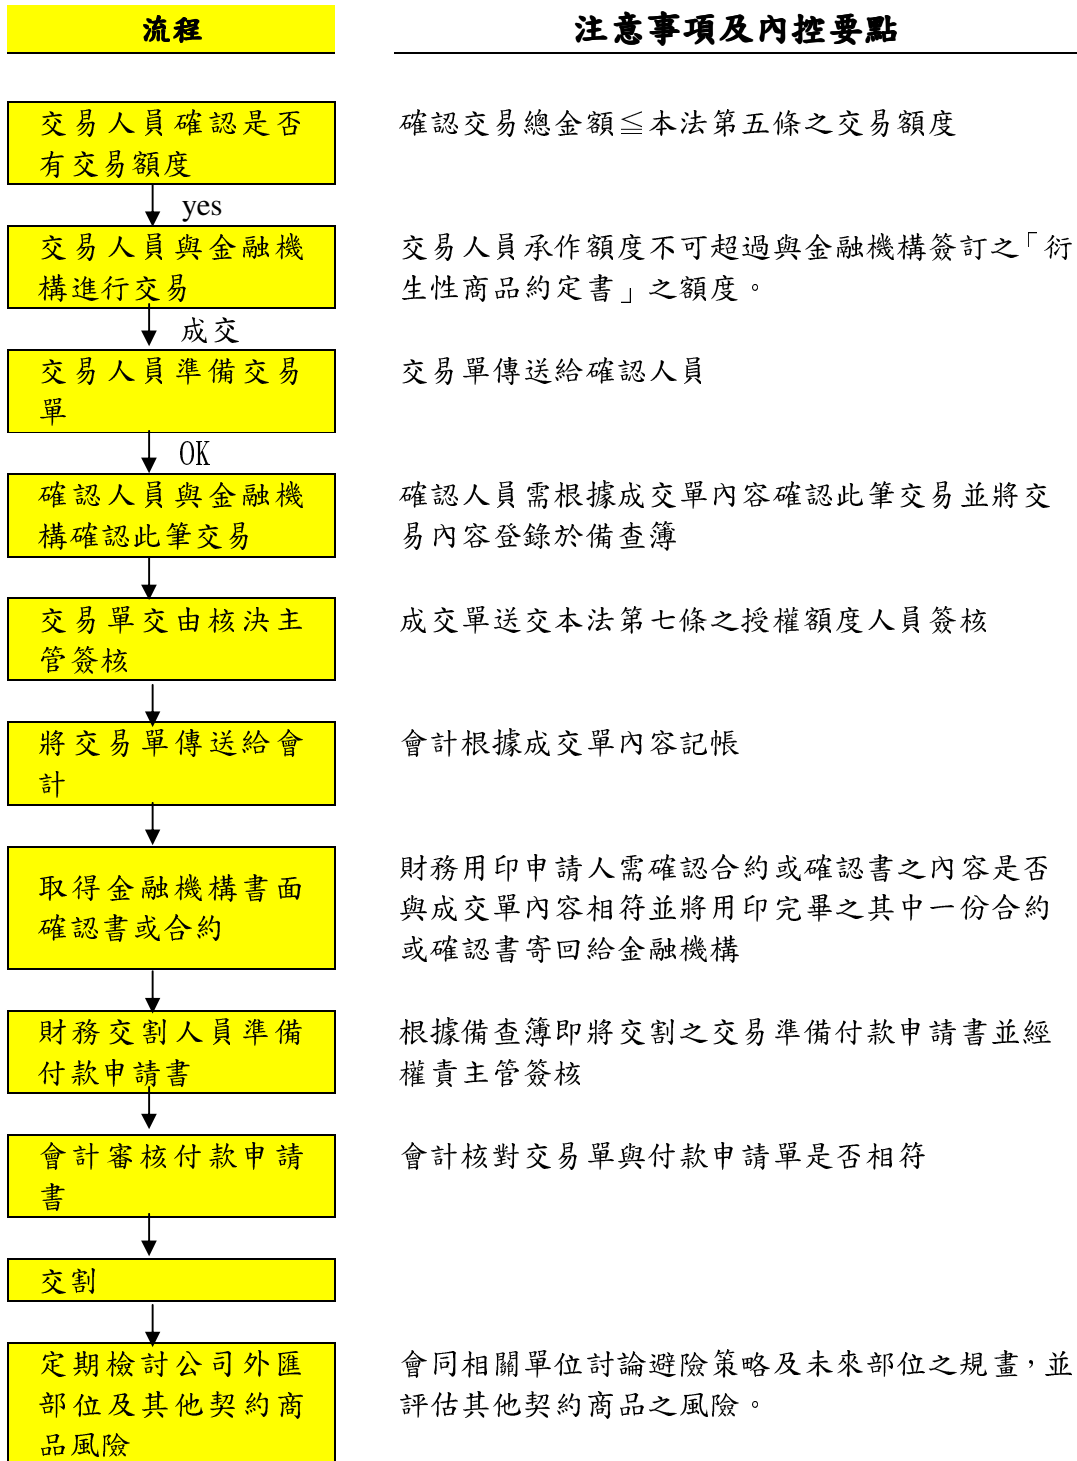 流程
注意事項及內控要點
交易人員確認是否
有交易額度
確認交易總金額≦本法第五條之交易額度
yes
交易人員與金融機
構進行交易
交易人員承作額度不可超過與金融機構簽訂之「衍
生性商品約定書」之額度。
成交
交易人員準備交易
單
交易單傳送給確認人員
OK
確認人員與金融機
構確認此筆交易
確認人員需根據成交單內容確認此筆交易並將交
易內容登錄於備查簿
交易單交由核決主
管簽核
成交單送交本法第七條之授權額度人員簽核
將交易單傳送給會
計
會計根據成交單內容記帳
取得金融機構書面
確認書或合約
財務用印申請人需確認合約或確認書之內容是否
與成交單內容相符並將用印完畢之其中一份合約
或確認書寄回給金融機構
財務交割人員準備
付款申請書
根據備查簿即將交割之交易準備付款申請書並經
權責主管簽核
會計審核付款申請
書
會計核對交易單與付款申請單是否相符
交割
定期檢討公司外匯
部位及其他契約商
品風險
會同相關單位討論避險策略及未來部位之規畫，並
評估其他契約商品之風險。